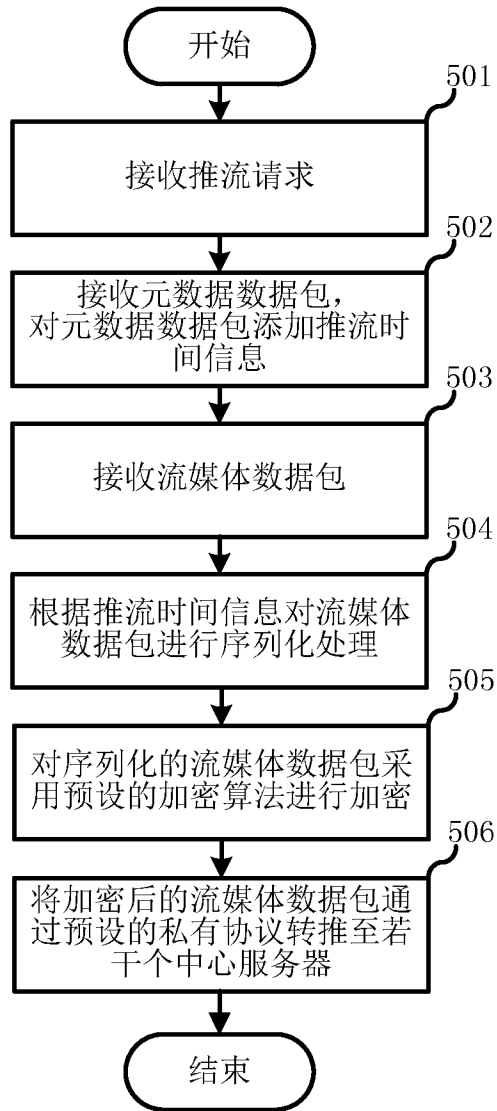 开始
501
接收推流请求
502
接收元数据数据包，
对元数据数据包添加推流时
间信息
503
接收流媒体数据包
504
根据推流时间信息对流媒体
数据包进行序列化处理
505
对序列化的流媒体数据包采
用预设的加密算法进行加密
506
将加密后的流媒体数据包通
过预设的私有协议转推至若
干个中心服务器
结束